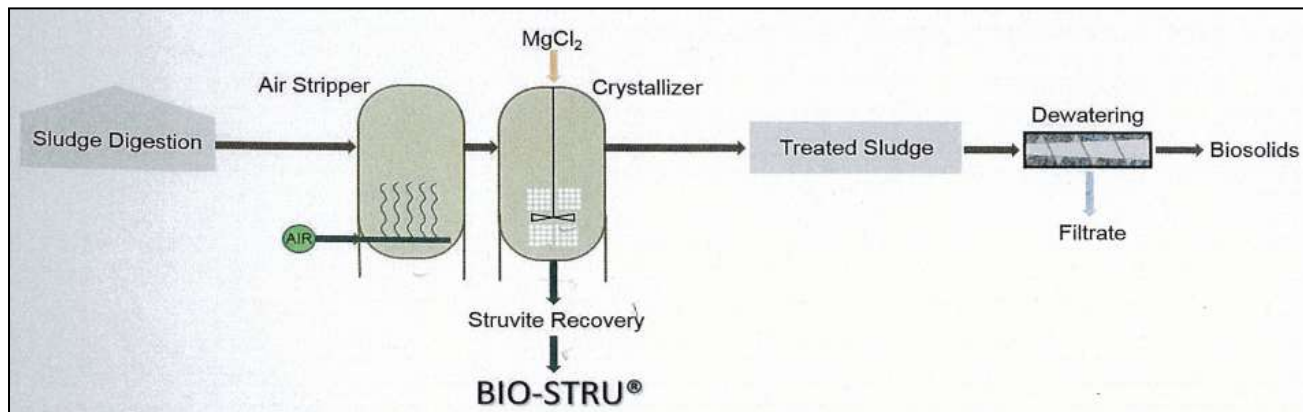 MgCl₂
Air Stripper
Crystallizer
Sludge Digestion
AIR
Treated Sludge
Dewatering
Biosolids
Filtrate
Struvite Recovery
BIO-STRU®